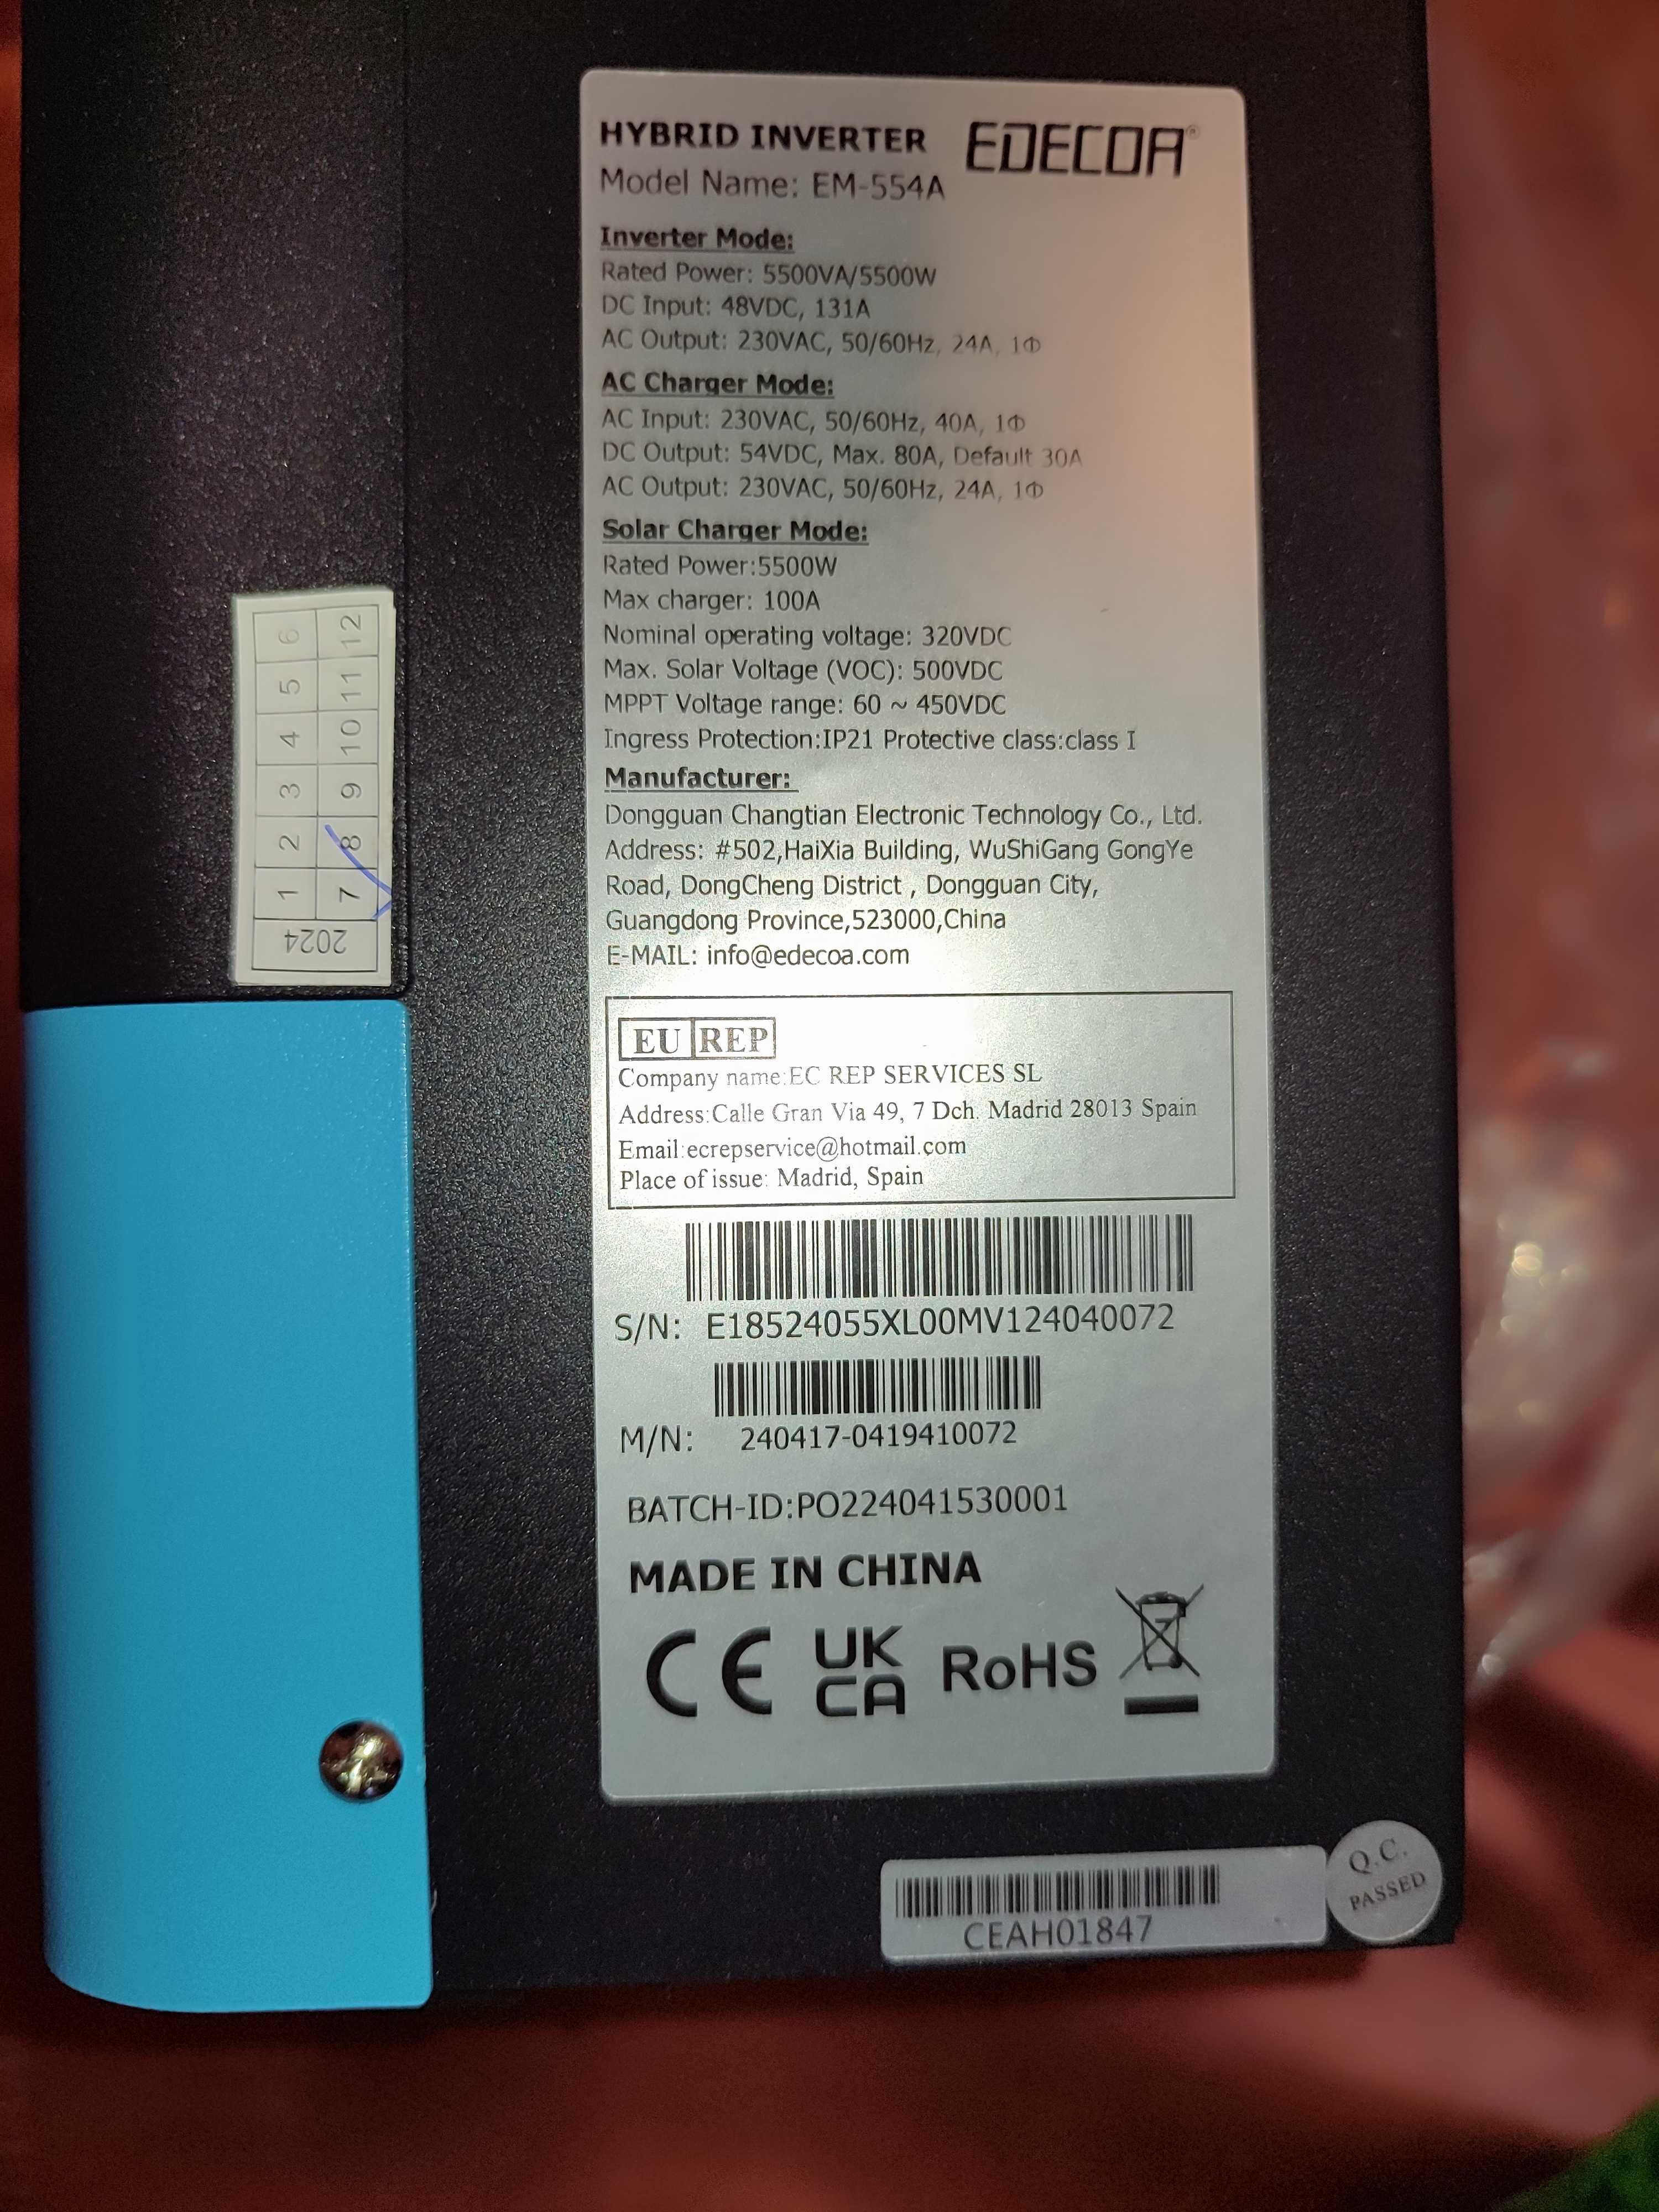 HYBRID INVERTER EDECOA®
Model Name: EM-554A
Inverter Mode:
Rated Power: 5500VA/5500W
DC Input: 48VDC, 131A
AC Output: 230VAC, 50/60Hz, 24A, 1Φ
AC Charger Mode:
AC Input: 230VAC, 50/60Hz, 40A, 1Φ
DC Output: 54VDC, Max. 80A, Default 30A
AC Output: 230VAC, 50/60Hz, 24A, 1Φ
Solar Charger Mode:
Rated Power:5500W
Max charger: 100A
Nominal operating voltage: 320VDC
Max. Solar Voltage (VOC): 500VDC
MPPT Voltage range: 60 ~ 450VDC
Ingress Protection:IP21 Protective class:class I
Manufacturer:
Dongguan Changtian Electronic Technology Co., Ltd.
Address: #502,HaiXia Building, WuShiGang GongYe
Road, DongCheng District , Dongguan City,
Guangdong Province,523000,China
E-MAIL: info@edecoa.com
EU REP
Company name:EC REP SERVICES SL
Address:Calle Gran Via 49, 7 Dch. Madrid 28013 Spain
Email:ecrepservice@hotmail.com
Place of issue: Madrid, Spain
S/N: E18524055XL00MV124040072
M/N: 240417-0419410072
BATCH-ID:PO224041530001
MADE IN CHINA
CE UK CA RoHS
CEAH01847
Q.C.
PASSED
2024
1 2 3 4 5 6
7 8 9 10 11 12